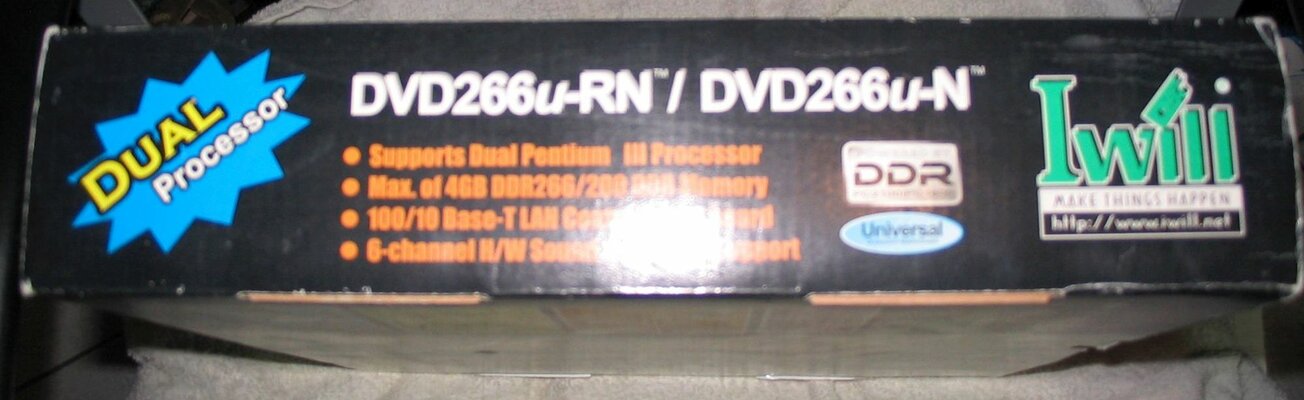 DUAL
Processor
DVD266u-RN™ / DVD266u-N™
Supports Dual Pentium III Processor
Max. of 4GB DDR266/200 Memory
100/10 Base-T LAN
6-channel H/W
DDR
Universal
Iwill
MAKE THINGS HAPPEN
http://www.iwill.net